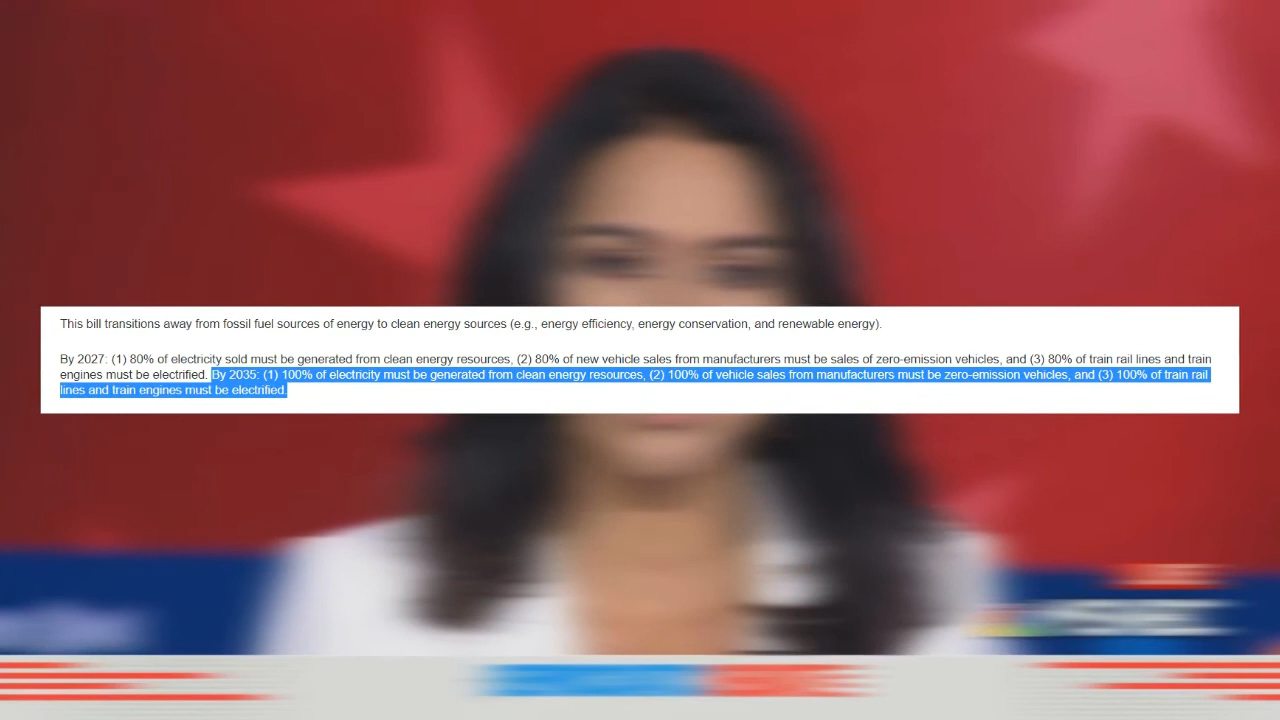 This bill transitions away from fossil fuel sources of energy to clean energy sources (e.g., energy efficiency, energy conservation, and renewable energy).
By 2027: (1) 80% of electricity sold must be generated from clean energy resources, (2) 80% of new vehicle sales from manufacturers must be sales of zero-emission vehicles, and (3) 80% of train rail lines and train
engines must be electrified. By 2035: (1) 100% of electricity must be generated from clean energy resources, (2) 100% of vehicle sales from manufacturers must be zero-emission vehicles, and (3) 100% of train rail
lines and train engines must be electrified.